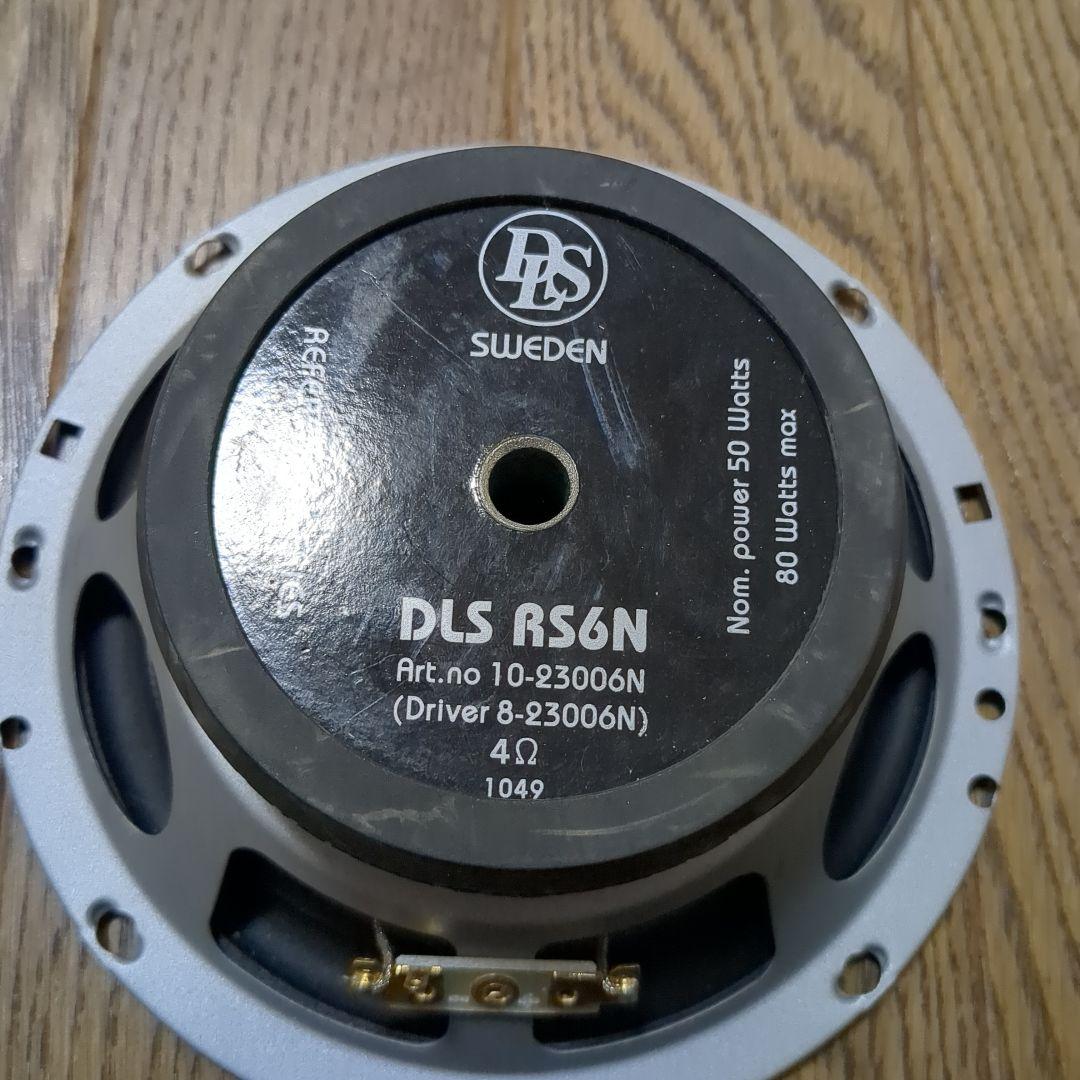 DLS
SWEDEN
Nom. power 50 Watts
80 Watts max
DLS RS6N
Art.no 10-23006N
(Driver 8-23006N)
4Ω
1049